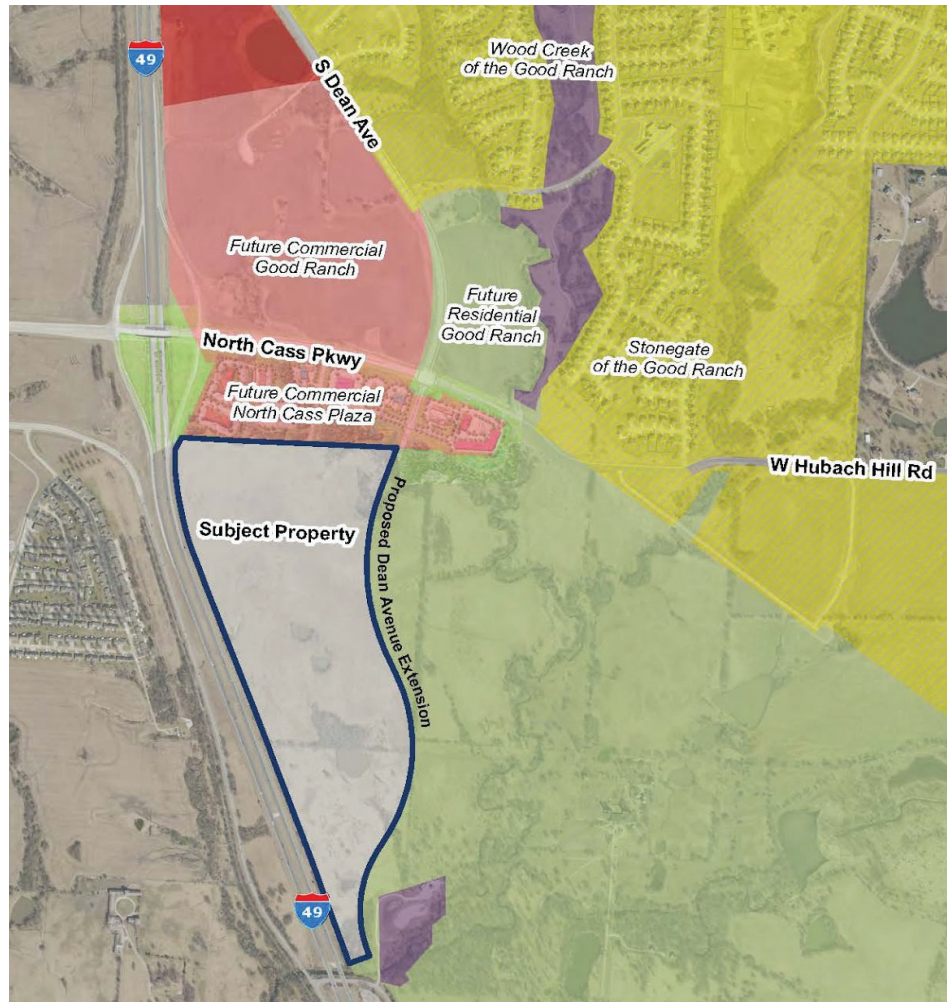 49
S Dean Ave
Wood Creek
of the Good Ranch
Future Commercial
Good Ranch
Future
Residential
Good Ranch
North Cass Pkwy
Stonegate
of the Good Ranch
Future Commercial
North Cass Plaza
W Hubach Hill Rd
Subject Property
Proposed Dean Avenue Extension
49